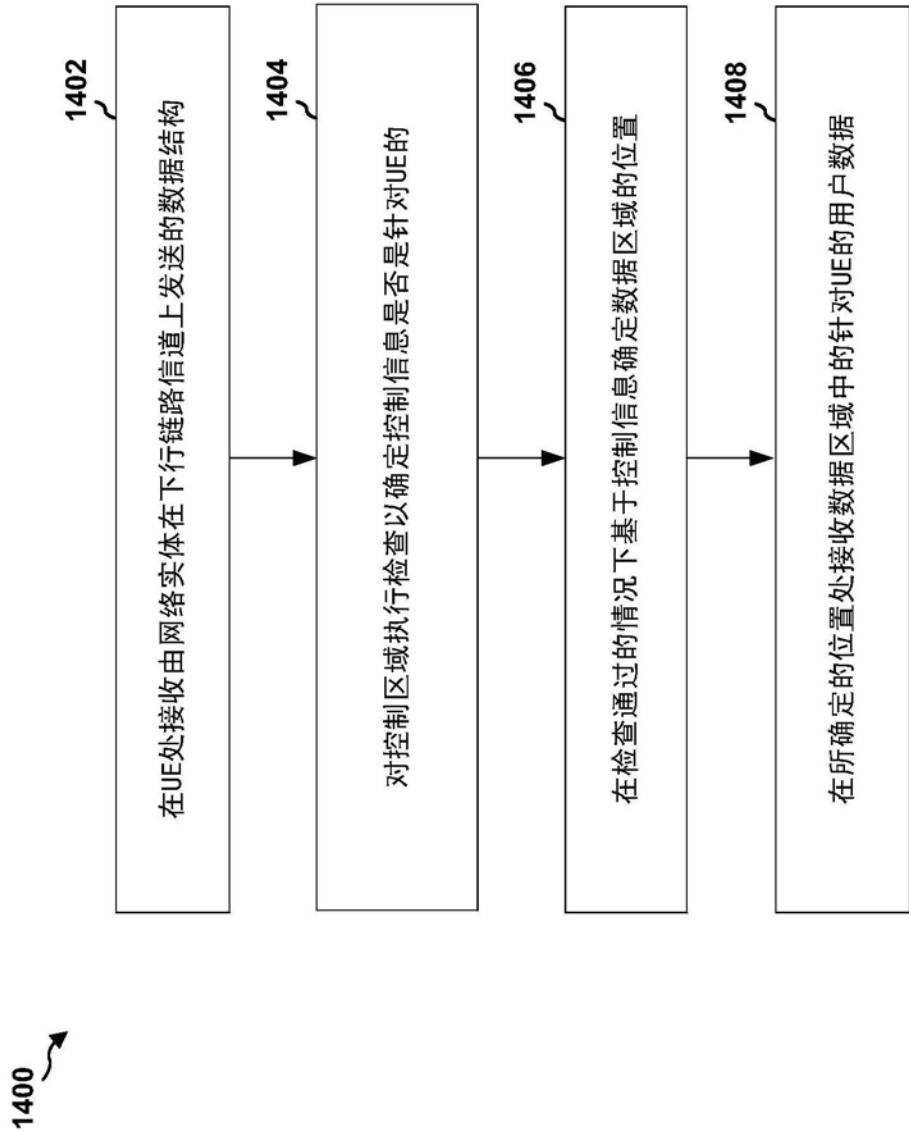 1400
1402
在UE处接收由网络实体在下行链路信道上发送的数据结构
1404
对控制区域执行检查以确定控制信息是否是针对UE的
1406
在检查通过的情况下基于控制信息确定数据区域的位置
1408
在所确定的位置处接收数据区域中的针对UE的用户数据